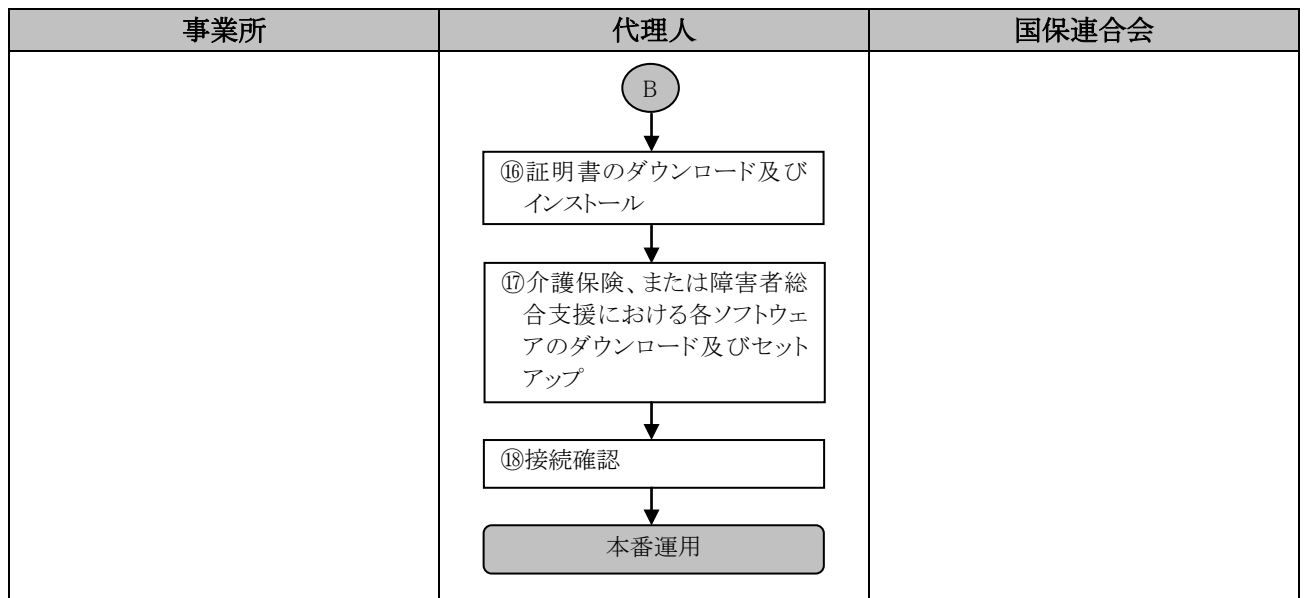 事業所
代理人
国保連合会
B
⑯証明書のダウンロード及び
インストール
⑰介護保険、または障害者総
合支援における各ソフトウェ
アのダウンロード及びセット
アップ
⑱接続確認
本番運用